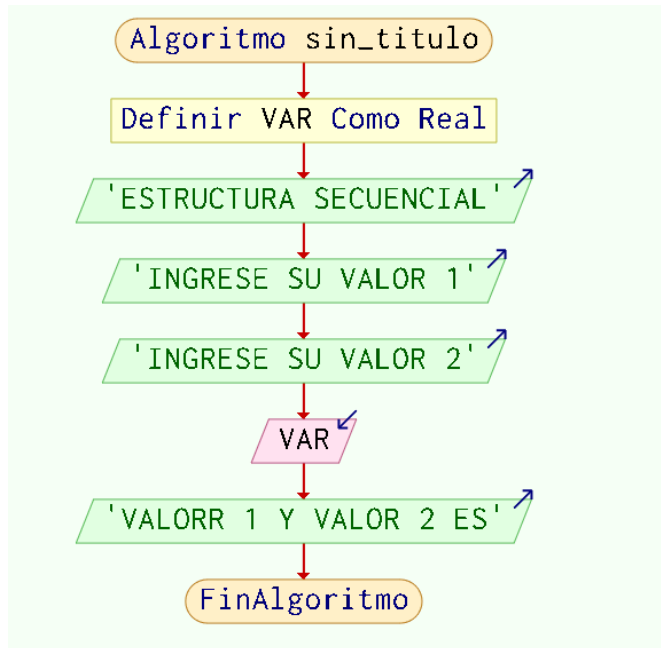 Algoritmo sin_titulo
Definir VAR Como Real
'ESTRUCTURA SECUENCIAL'
'INGRESE SU VALOR 1'
'INGRESE SU VALOR 2'
VAR
'VALORR 1 Y VALOR 2 ES'
FinAlgoritmo